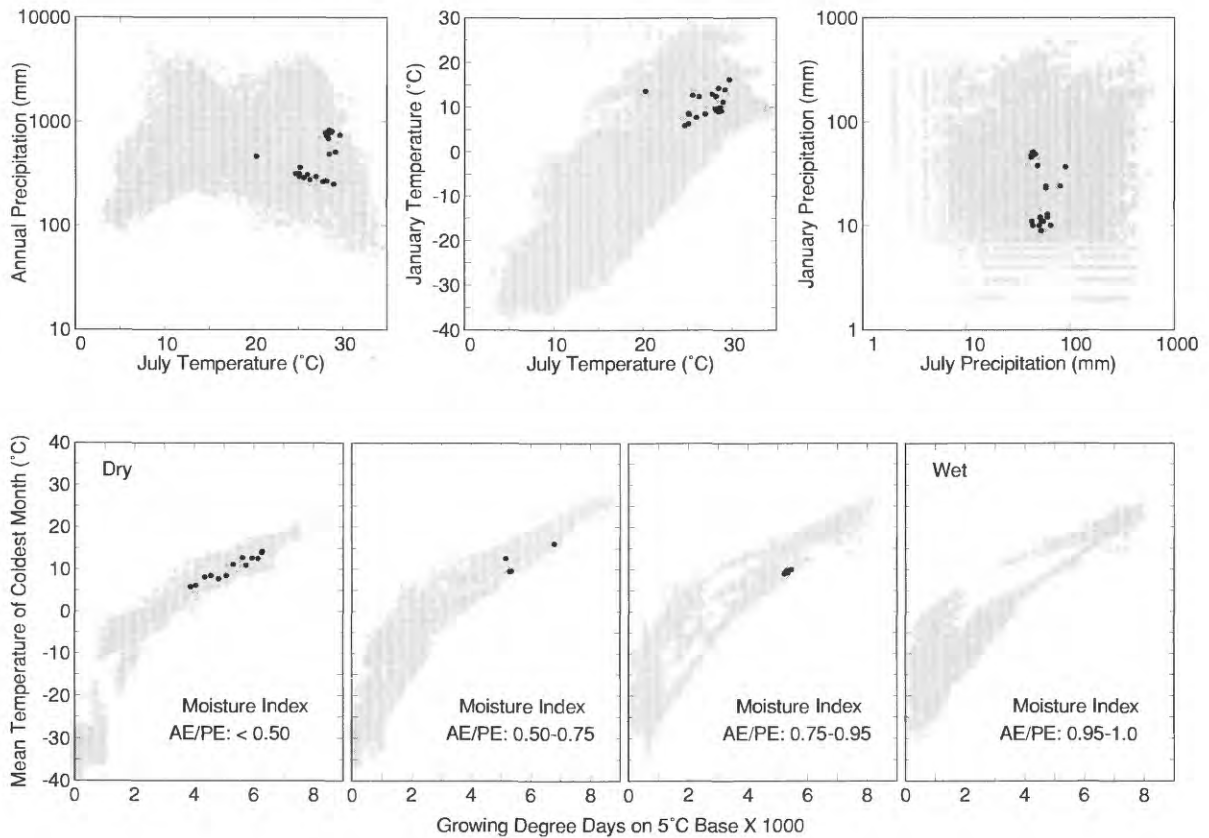 10000
1000
100
10
Annual Precipitation (mm)
0 10 20 30
July Temperature (˚C)
30
20
10
0
-10
-20
-30
-40
January Temperature (˚C)
0 10 20 30
July Temperature (˚C)
1000
100
10
1
January Precipitation (mm)
1 10 100 1000
July Precipitation (mm)
40
30
20
10
0
-10
-20
-30
-40
Mean Temperature of Coldest Month (˚C)
Dry
Moisture Index
AE/PE: < 0.50
Moisture Index
AE/PE: 0.50-0.75
Moisture Index
AE/PE: 0.75-0.95
Wet
Moisture Index
AE/PE: 0.95-1.0
0 2 4 6 8
0 2 4 6 8
0 2 4 6 8
0 2 4 6 8
Growing Degree Days on 5˚C Base X 1000